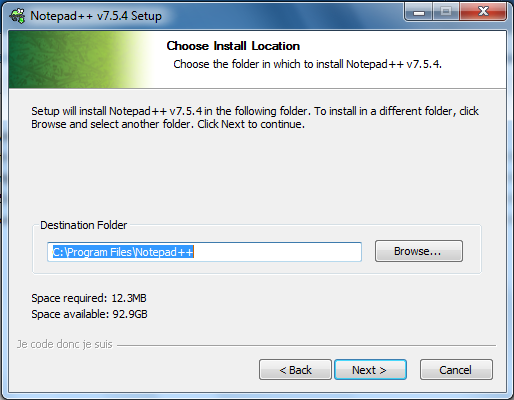 Notepad++ v7.5.4 Setup
Choose Install Location
Choose the folder in which to install Notepad++ v7.5.4.
Setup will install Notepad++ v7.5.4 in the following folder. To install in a different folder, click
Browse and select another folder. Click Next to continue.
Destination Folder
C:\Program Files\Notepad++
Browse...
Space required: 12.3MB
Space available: 92.9GB
Je code donc je suis
< Back
Next >
Cancel